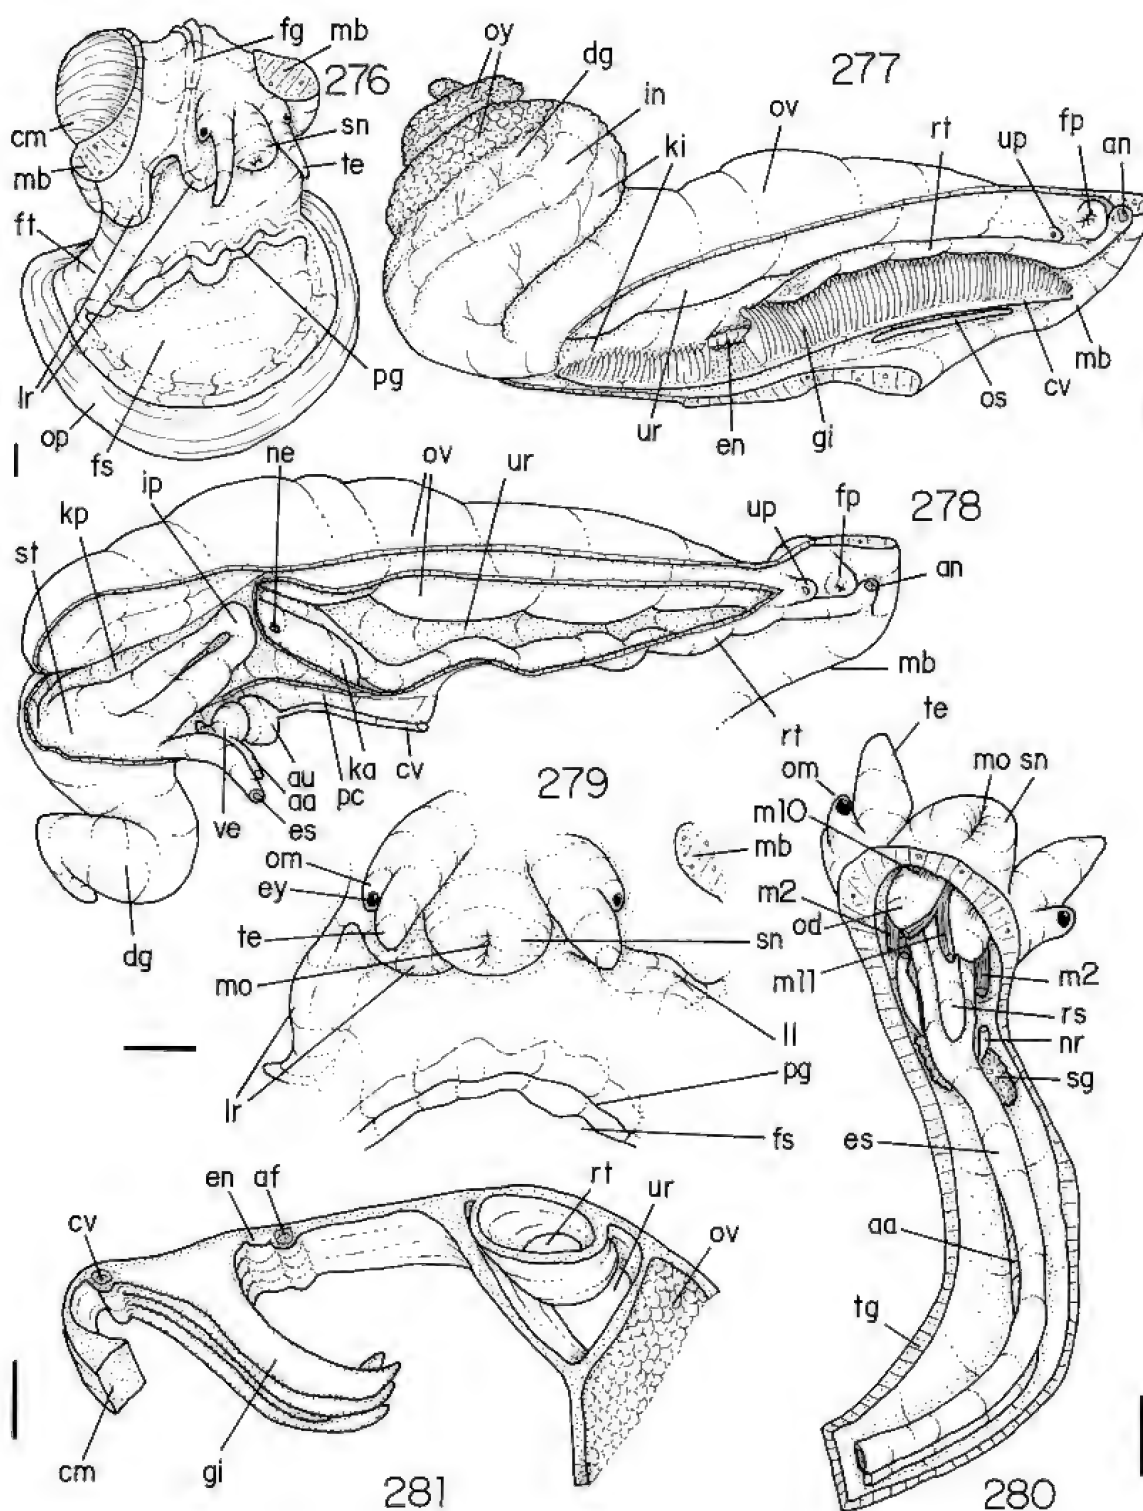 fg mb
276
cm
sn
mb
te
ft
lr
op
fs
pg
oy
dg
in
ki
ov
277
rt
up
fp
an
ur
en
gi
os
cv
mb
278
st
kp
ip
ne
ov
ur
up
fp
an
mb
rt
dg
ve
au
aa
es
ka
pc
cv
279
om
ey
te
mo
lr
mb
sn
ll
pg
fs
te
om
mo sn
m10
m2
od
m11
m2
rs
nr
sg
es
aa
tg
280
cv
en
af
rt
ur
ov
cm
gi
281